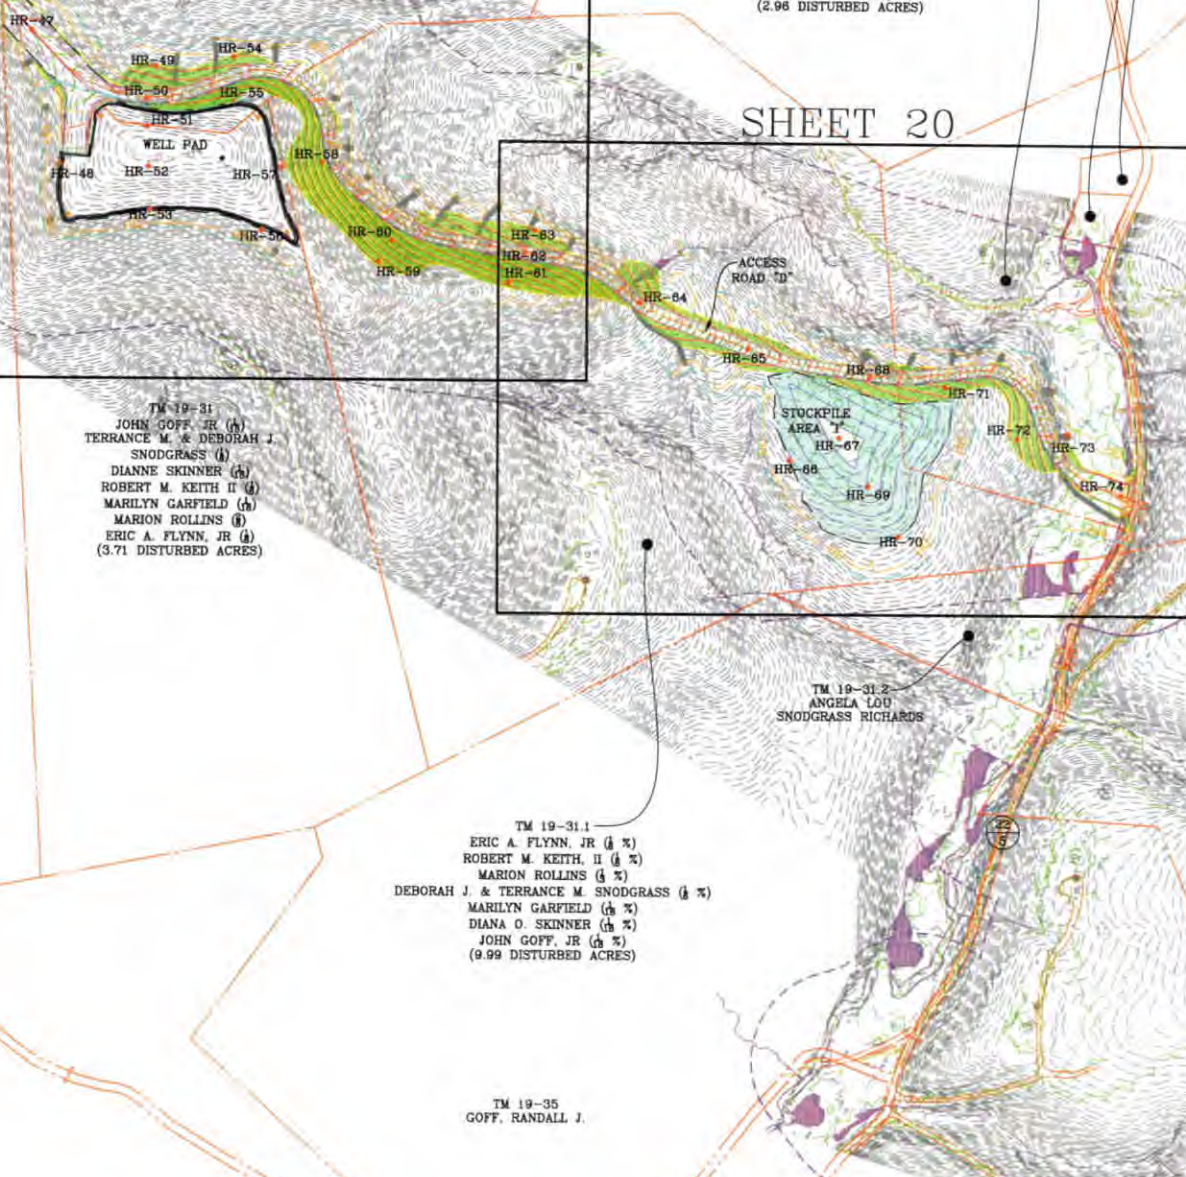 (2.96 DISTURBED ACRES)
HR-47
HR-54
HR-49
HR-50
HR-55
SHEET 20
HR-51
WELL PAD
HR-58
HR-48
HR-52
HR-57
HR-53
HR-56
HR-60
HR-63
HR-62
HR-59
HR-61
ACCESS
ROAD "D"
HR-64
HR-65
HR-68
HR-71
STOCKPILE
AREA
HR-67
HR-72
HR-73
HR-66
HR-69
HR-74
HR-70
TM 19-31
JOHN GOFF, JR
TERRANCE M. & DEBORAH J.
SNODGRASS
DIANNE SKINNER
ROBERT M. KEITH II
MARILYN GARFIELD
MARION ROLLINS
ERIC A. FLYNN, JR
(3.71 DISTURBED ACRES)
TM 19-31.2
ANGELA LOU
SNODGRASS RICHARDS
TM 19-31.1
ERIC A. FLYNN, JR
ROBERT M. KEITH, II
MARION ROLLINS
DEBORAH J. & TERRANCE M. SNODGRASS
MARILYN GARFIELD
DIANA O. SKINNER
JOHN GOFF, JR
(9.99 DISTURBED ACRES)
22
5
TM 19-35
GOFF, RANDALL J.